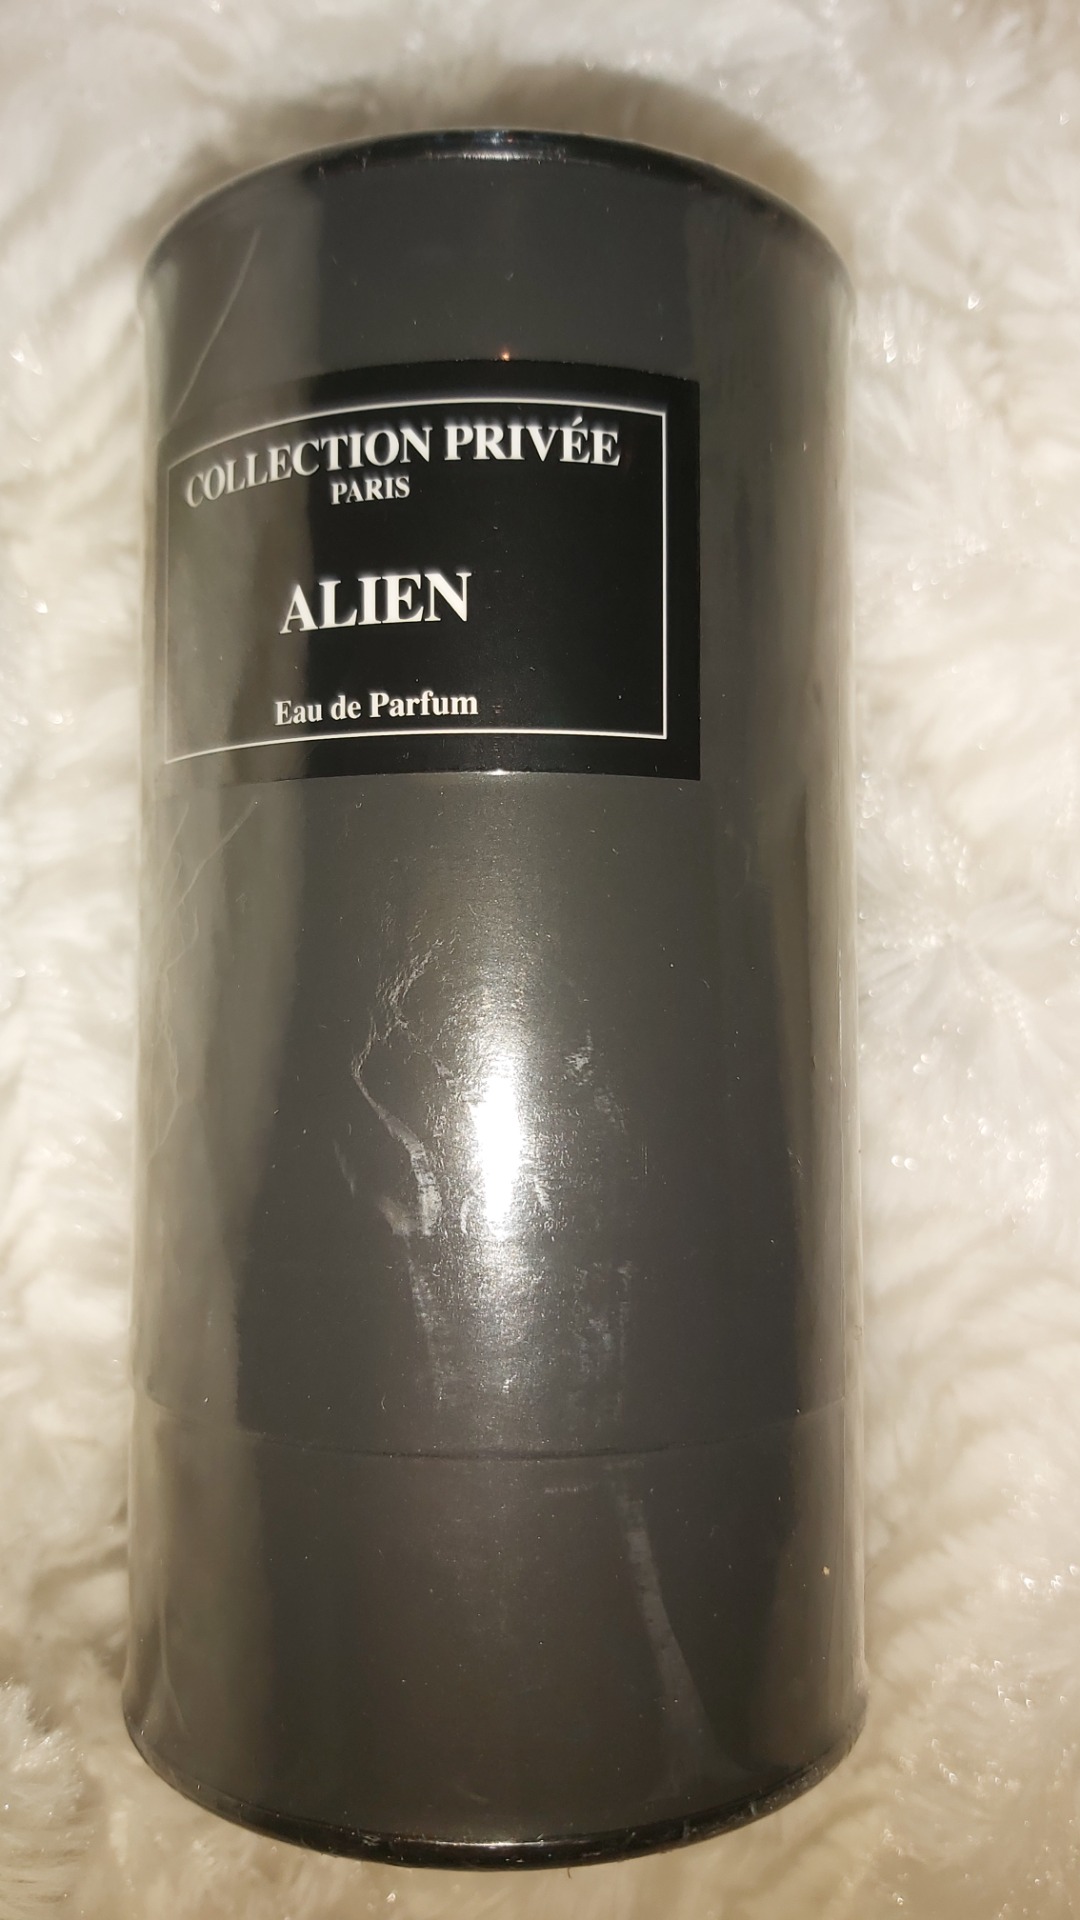 COLLECTION PRIVÉE
PARIS
ALIEN
Eau de Parfum